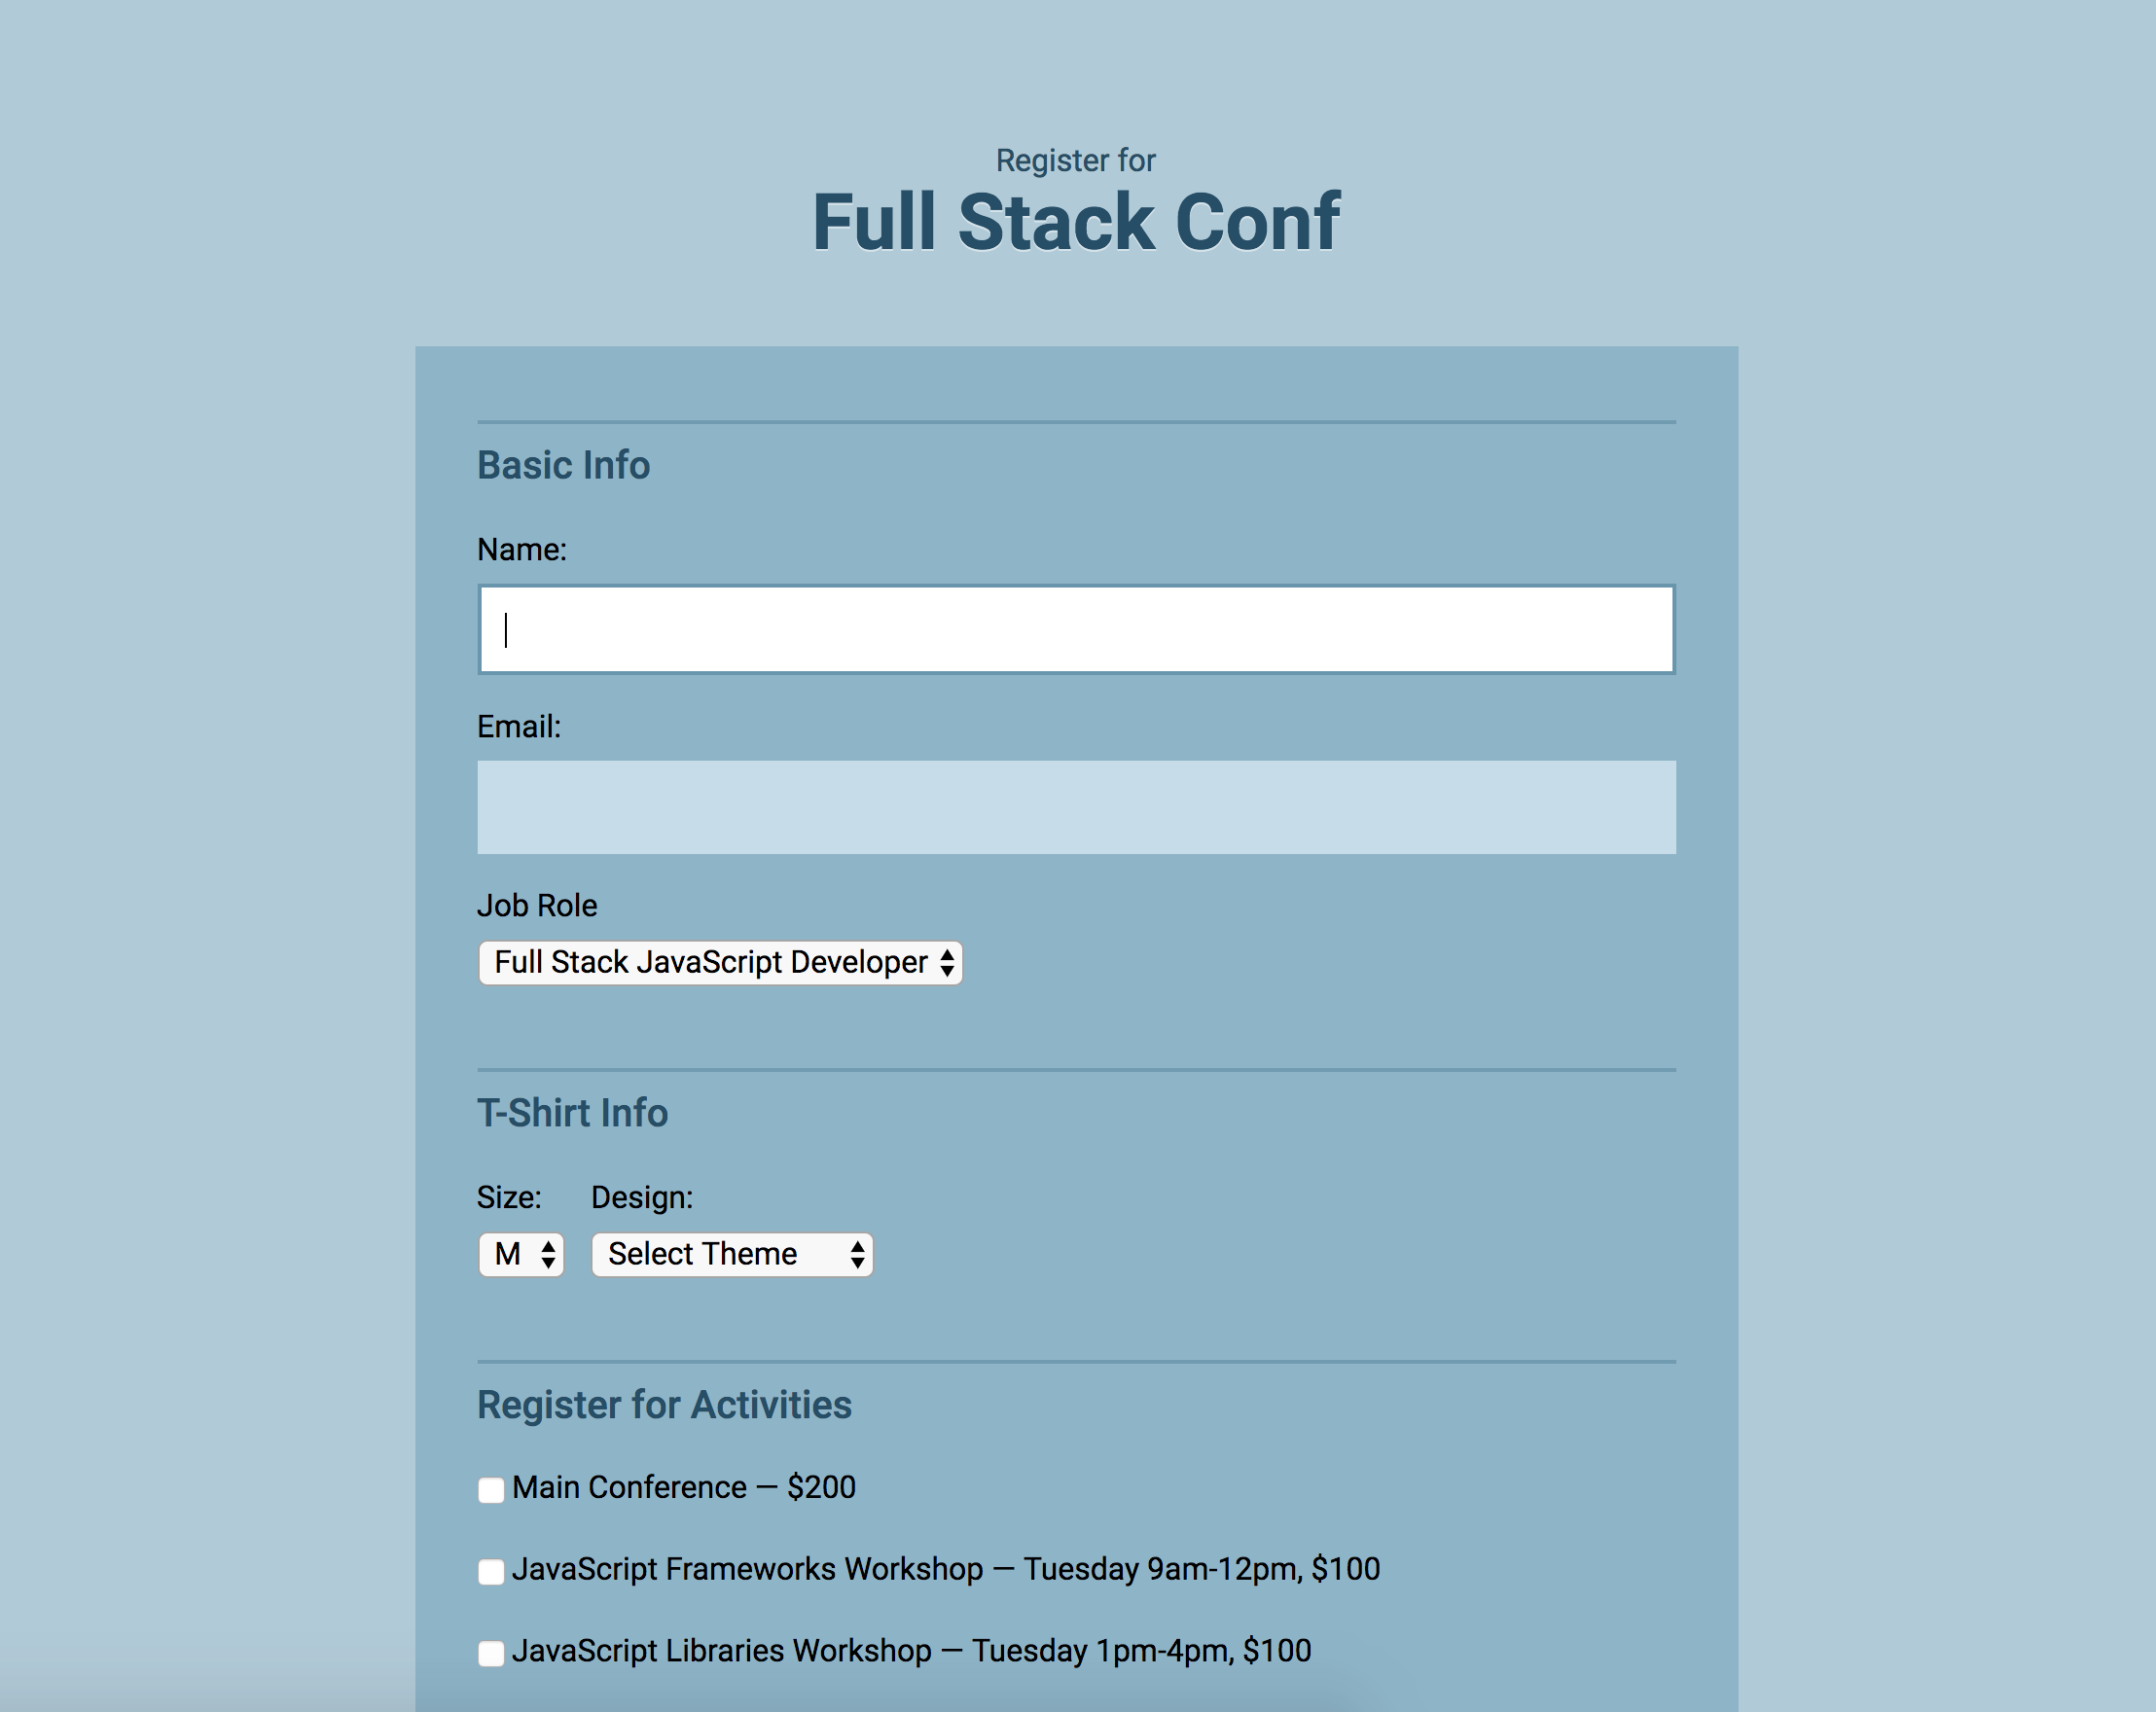 Register for
Full Stack Conf
Basic Info
Name:
Email:
Job Role
Full Stack JavaScript Developer
T-Shirt Info
Size: Design:
M Select Theme
Register for Activities
Main Conference — $200
JavaScript Frameworks Workshop — Tuesday 9am-12pm, $100
JavaScript Libraries Workshop — Tuesday 1pm-4pm, $100